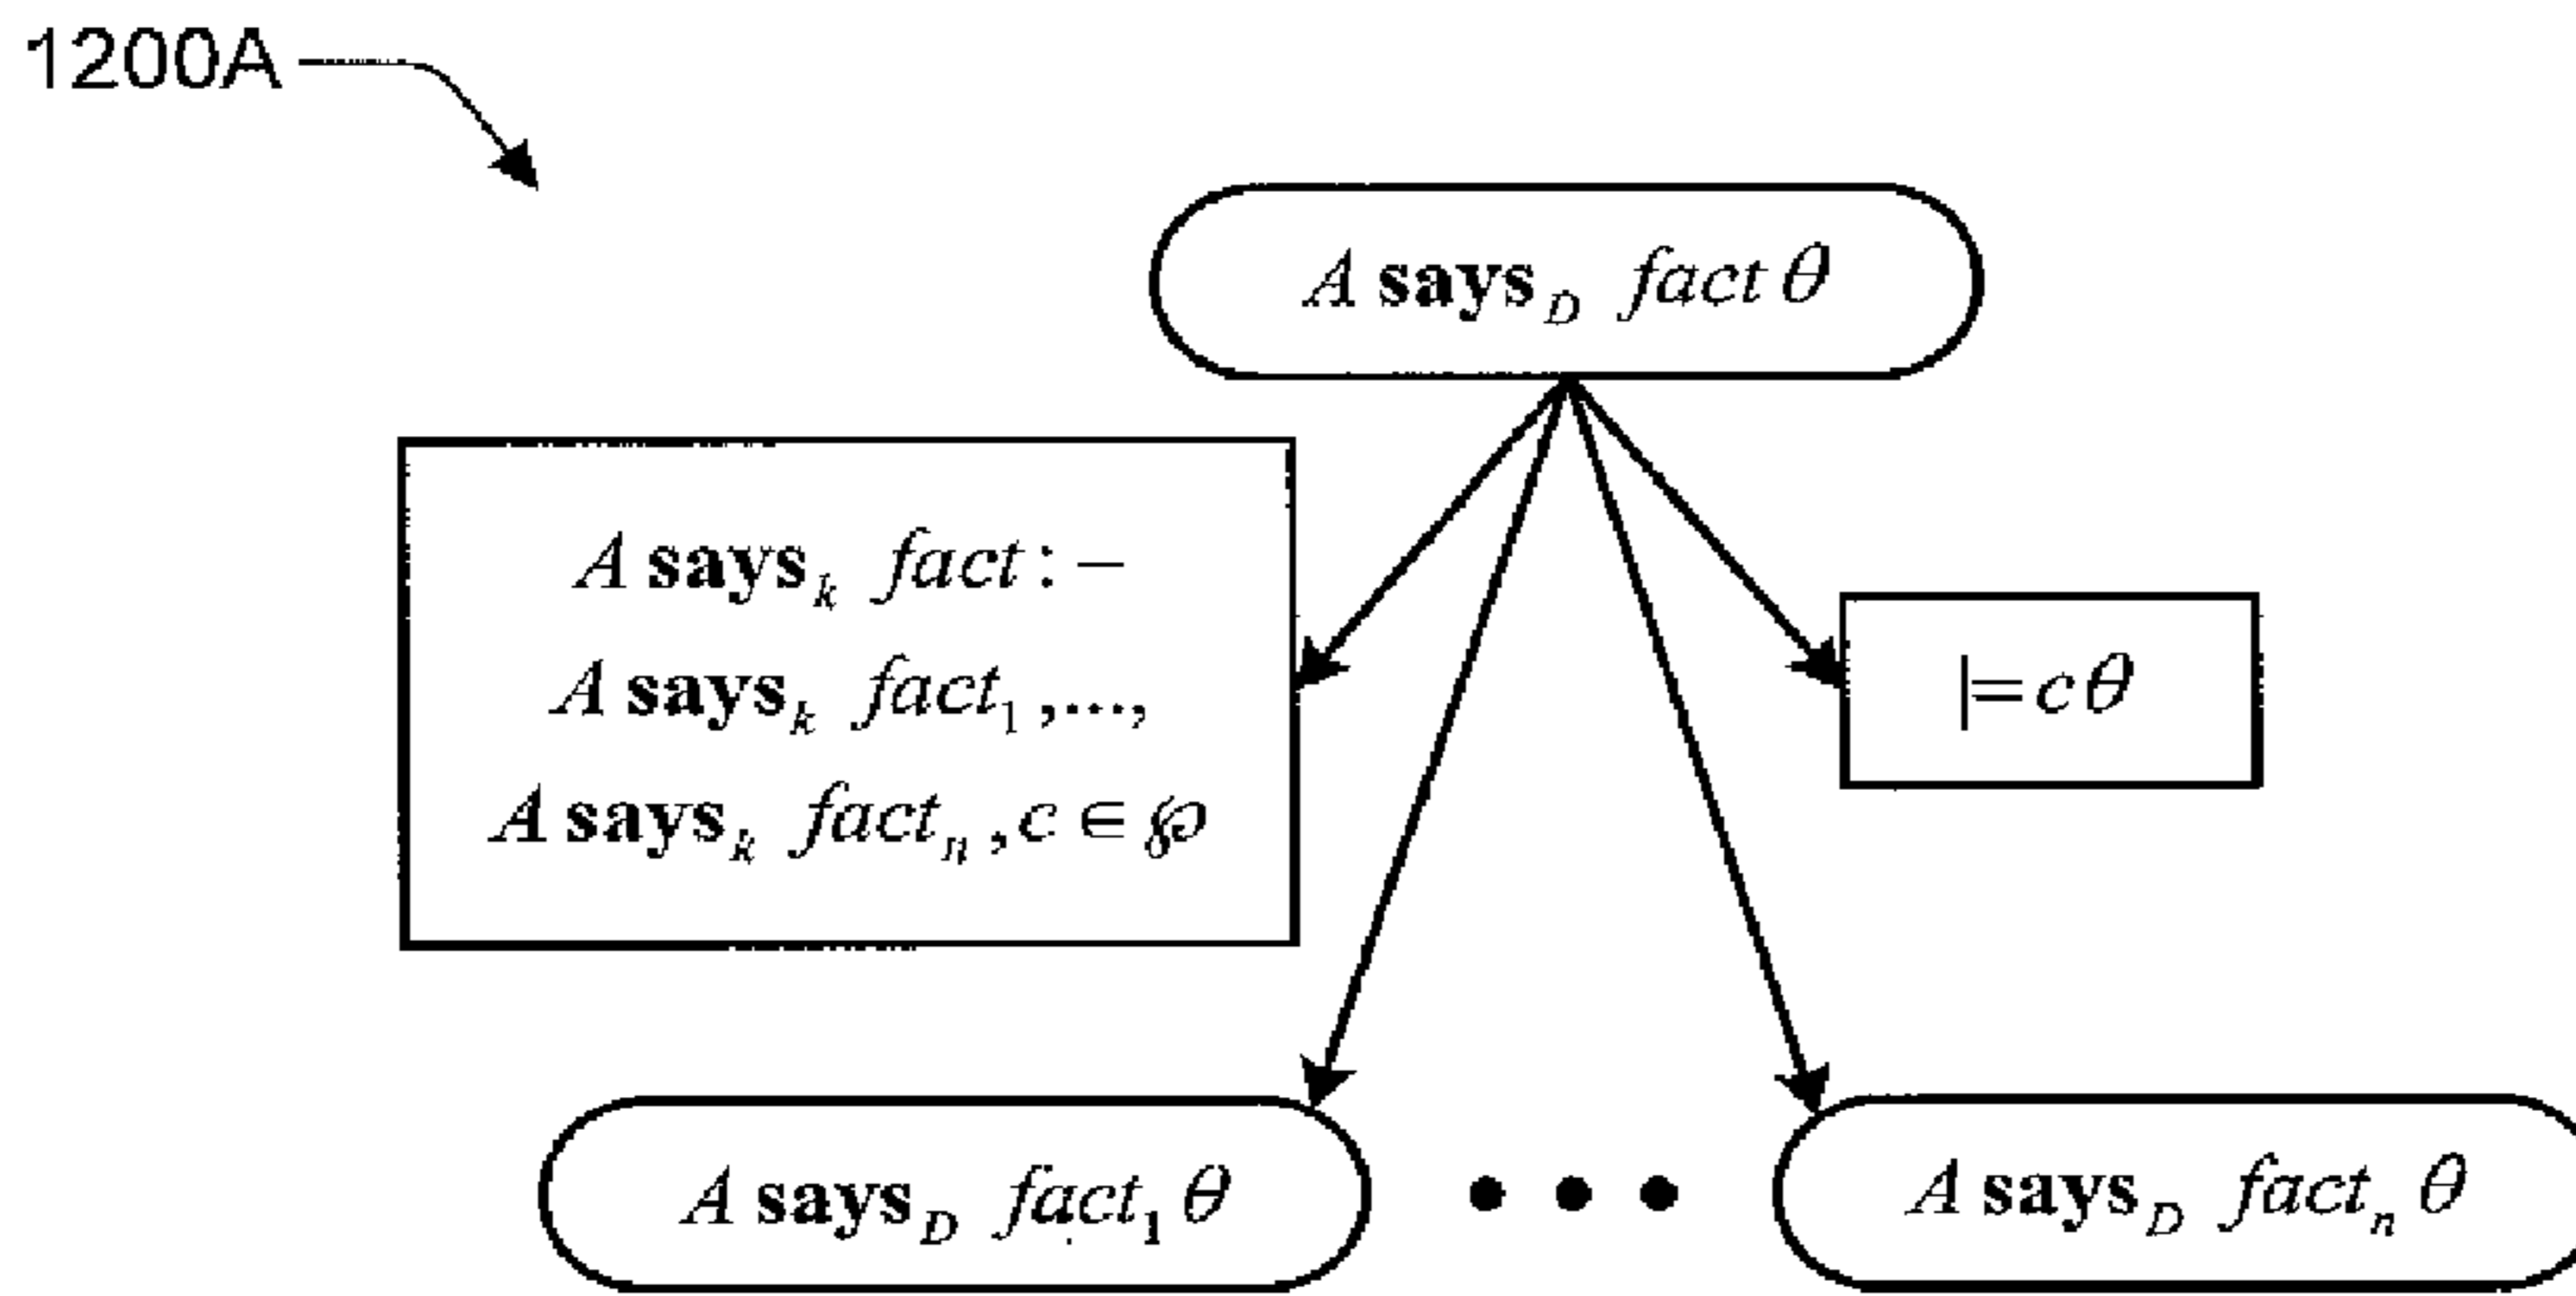 1200A
A says_D fact θ
A says_k fact :–
A says_k fact_1 ,...,
A says_k fact_n , c ∈ ℘
|= c θ
A says_D fact_1 θ
• • •
A says_D fact_n θ